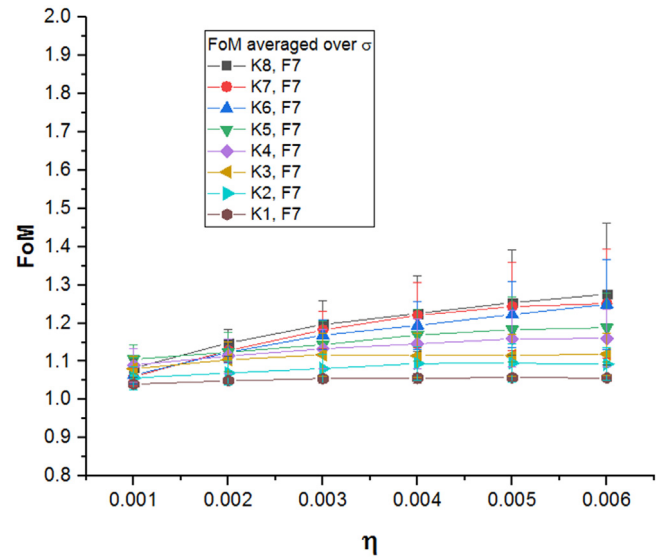 2.0
1.9
1.8
1.7
1.6
1.5
1.4
1.3
1.2
1.1
1.0
0.9
0.8
FoM
FoM averaged over σ
K8, F7
K7, F7
K6, F7
K5, F7
K4, F7
K3, F7
K2, F7
K1, F7
0.001 0.002 0.003 0.004 0.005 0.006
η